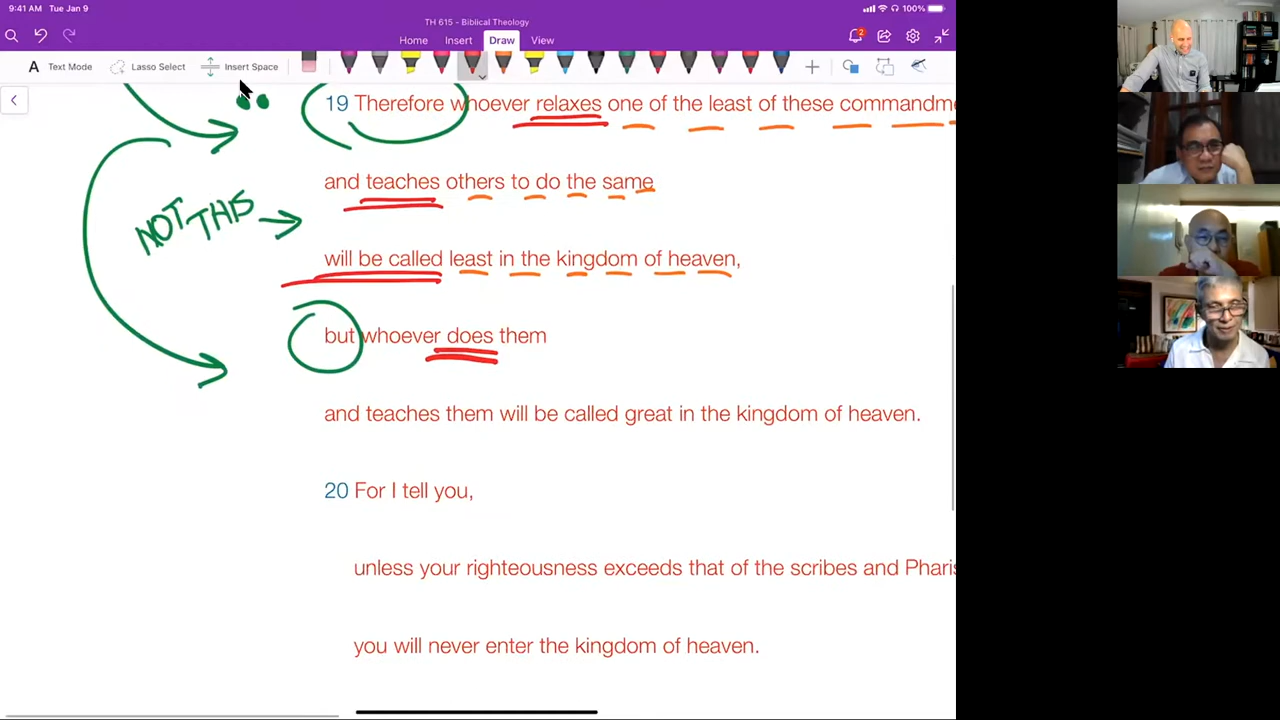 9:41 AM Tue Jan 9
100%
TH 615 - Biblical Theology
Home Insert Draw View
2
A Text Mode Lasso Select Insert Space
19 Therefore whoever relaxes one of the least of these commandme
and teaches others to do the same
NOT THIS
will be called least in the kingdom of heaven,
but whoever does them
and teaches them will be called great in the kingdom of heaven.
20 For I tell you,
unless your righteousness exceeds that of the scribes and Pharis
you will never enter the kingdom of heaven.